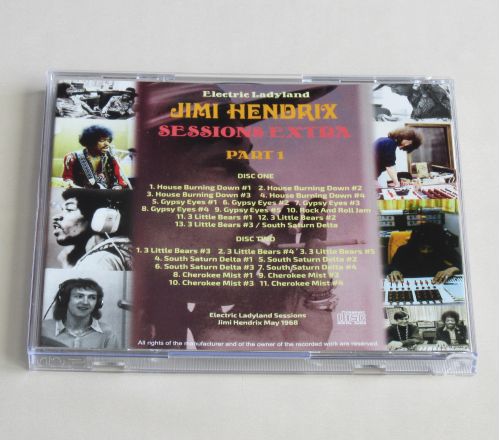 Electric Ladyland
JIMI HENDRIX
SESSIONS EXTRA
PART 1
DISC ONE
1. House Burning Down #1 2. House Burning Down #2
3. House Burning Down #3 4. House Burning Down #4
5. Gypsy Eyes #1 6. Gypsy Eyes #2 7. Gypsy Eyes #3
8. Gypsy Eyes #4 9. Gypsy Eyes #5 10. Rock And Roll Jam
11. 3 Little Bears #1 12. 3 Little Bears #2
13. 3 Little Bears #3 / South Saturn Delta
DISC TWO
1. 3 Little Bears #3 2. 3 Little Bears #4 3. 3 Little Bears #5
4. South Saturn Delta #1 5. South Saturn Delta #2
6. South Saturn Delta #3 7. South Saturn Delta #4
8. Cherokee Mist #1 9. Cherokee Mist #2
10. Cherokee Mist #3 11. Cherokee Mist #4
Electric Ladyland Sessions
Jimi Hendrix May 1968
disc
All rights of the manufacturer and of the owner of the recorded work are reserved